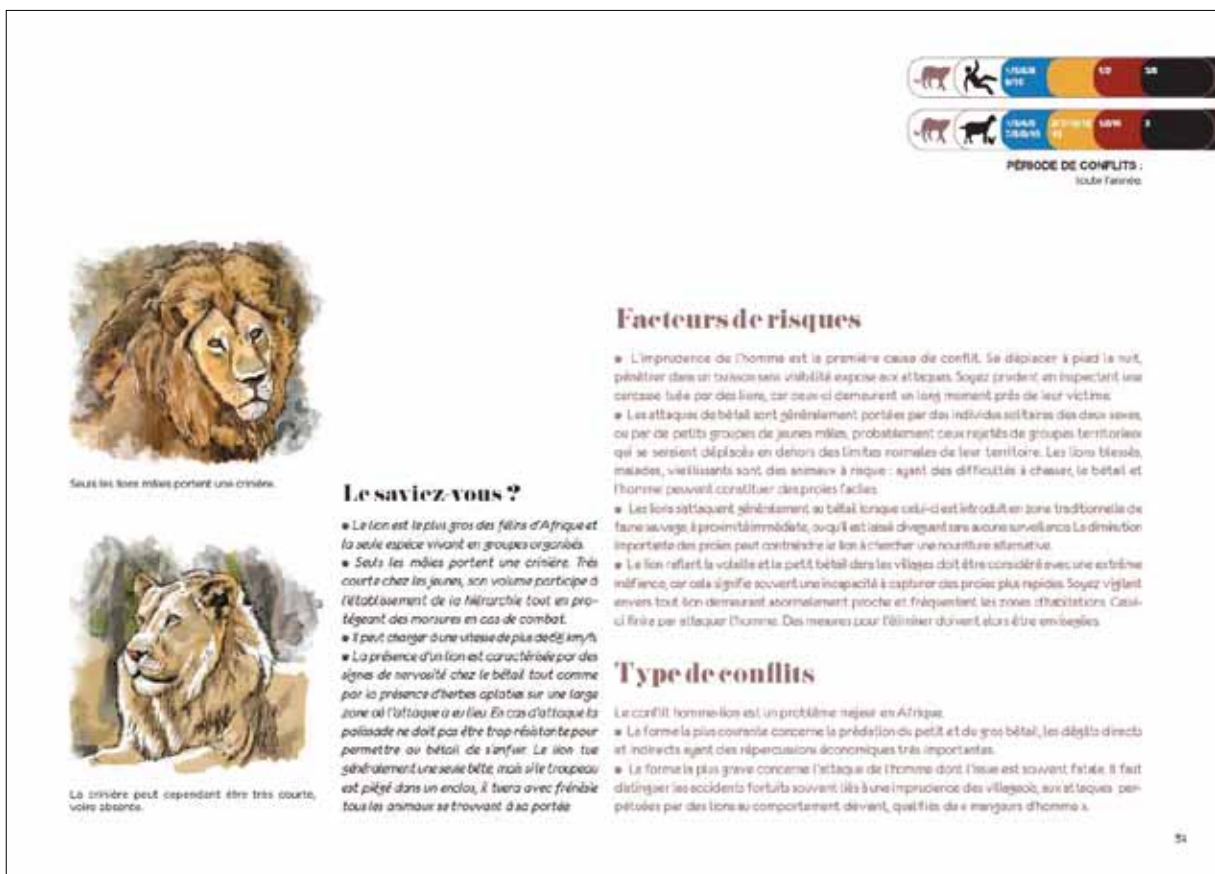 PÉRIODE DE CONFLITS :
toute l'année.
Seuls les lions mâles portent une crinière.
La crinière peut cependant être très courte,
voire absente.
Le saviez-vous ?
● Le lion est le plus gros des félins d'Afrique et
la seule espèce vivant en groupes organisés.
● Seuls les mâles portent une crinière. Très
courte chez les jeunes, son volume participe à
l'établissement de la hiérarchie tout en pro-
tégeant des morsures en cas de combat.
● Il peut charger à une vitesse de plus de km/h.
● La présence d'un lion est caractérisée par des
signes de nervosité chez le bétail tout comme
par la présence d'herbes aplaties sur une large
zone où l'attaque a eu lieu. En cas d'attaque la
palissade ne doit pas être trop résistante pour
permettre au bétail de s'enfuir. Le lion tue
généralement une seule bête, mais si le troupeau
est piégé dans un enclos, il tuera avec frénésie
tous les animaux se trouvant à sa portée.
Facteurs de risques
● L'imprudence de l'homme est la première cause de conflit. Se déplacer à pied la nuit,
pénétrer dans un buisson sans visibilité expose aux attaques. Soyez prudent en inspectant une
carcasse tuée par des lions, car ceux-ci demeurent un long moment près de leur victime.
● Les attaques de bétail sont généralement portées par des individus solitaires des deux sexes,
ou par de petits groupes de jeunes mâles, probablement ceux rejetés de groupes territoriaux
qui se seraient déplacés en dehors des limites normales de leur territoire. Les lions blessés,
malades, vieillissants sont des animaux à risque : ayant des difficultés à chasser, le bétail et
l'homme peuvent constituer des proies faciles.
● Les lions s'attaquent généralement au bétail lorsque celui-ci est introduit en zone traditionnelle de
faune sauvage, à proximité immédiate, ou qu'il est laissé divaguant sans aucune surveillance. La diminution
importante des proies peut contraindre le lion à chercher une nourriture alternative.
● Le lion reflant la volaille et le petit bétail dans les villages doit être considéré avec une extrême
méfiance, car cela signifie souvent une incapacité à capturer des proies plus rapides. Soyez vigilant
envers tout lion demeurant anormalement proche et fréquentant les zones d'habitations. Celui-
ci finira par attaquer l'homme. Des mesures pour l'éliminer doivent alors être envisagées.
Type de conflits
Le conflit homme-lion est un problème majeur en Afrique.
● La forme la plus courante concerne la prédation du petit et du gros bétail, les dégâts directs
et indirects ayant des répercussions économiques très importantes.
● La forme la plus grave concerne l'attaque de l'homme dont l'issue est souvent fatale. Il faut
distinguer les accidents fortuits souvent liés à une imprudence des villageois, aux attaques per-
pétuées par des lions au comportement déviant, qualifiés de « mangeurs d'homme ».